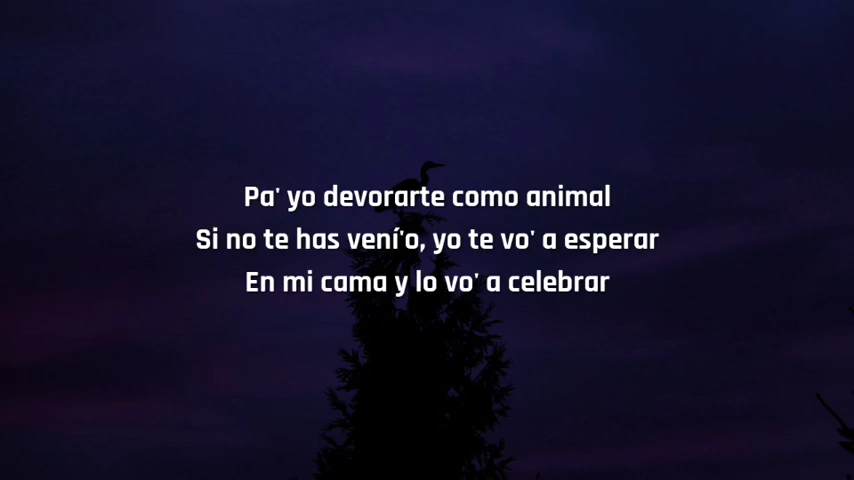 Pa' yo devorarte como animal
Si no te has vení'o, yo te vo' a esperar
En mi cama y lo vo' a celebrar